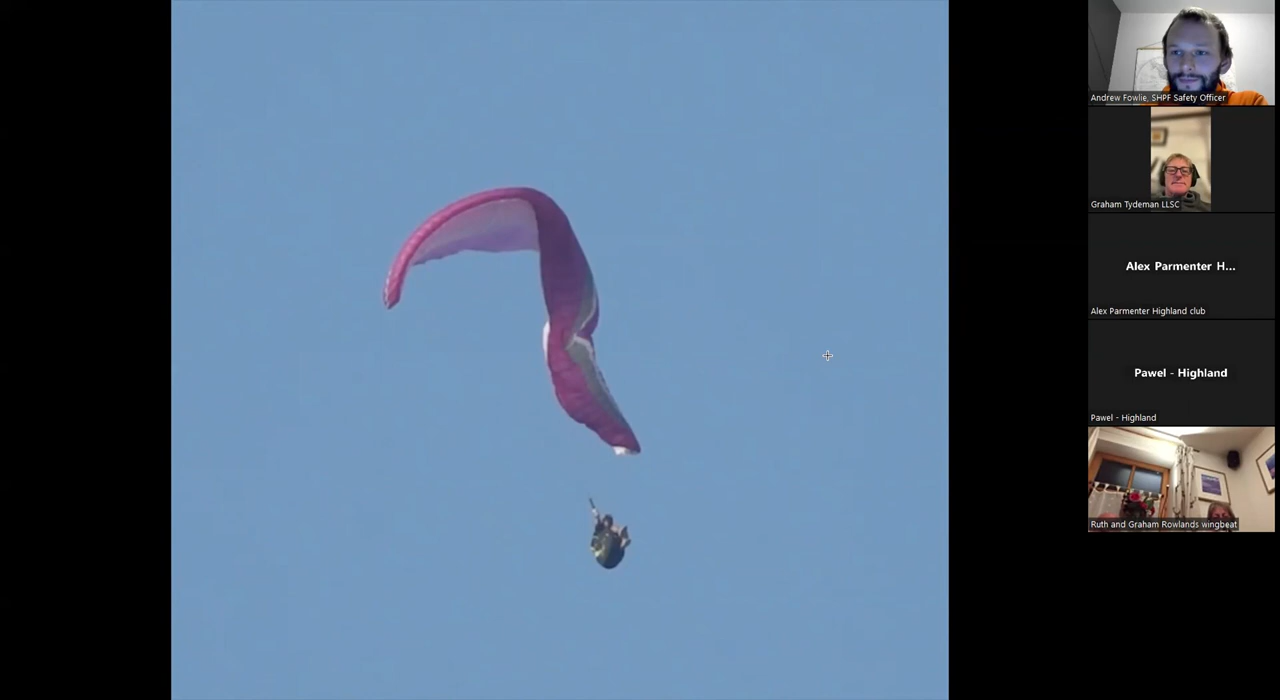 Andrew Fowlie, SHPF Safety Officer
Graham Tydeman LLSC
Alex Parmenter H...
Alex Parmenter Highland club
Pawel - Highland
Pawel - Highland
Ruth and Graham Rowlands wingbeat